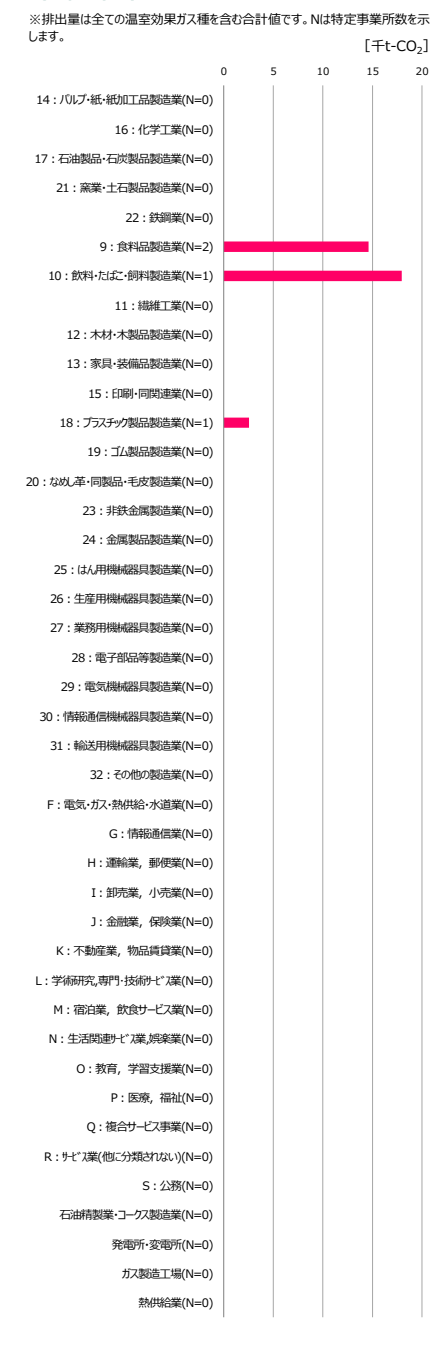 ※排出量は全ての温室効果ガス種を含む合計値です。Nは特定事業所数を示
します。
[千t-CO₂]
0 5 10 15 20
14：パルプ・紙・紙加工品製造業(N=0)
16：化学工業(N=0)
17：石油製品・石炭製品製造業(N=0)
21：窯業・土石製品製造業(N=0)
22：鉄鋼業(N=0)
9：食料品製造業(N=2)
10：飲料・たばこ・飼料製造業(N=1)
11：繊維工業(N=0)
12：木材・木製品製造業(N=0)
13：家具・装備品製造業(N=0)
15：印刷・同関連業(N=0)
18：プラスチック製品製造業(N=1)
19：ゴム製品製造業(N=0)
20：なめし革・同製品・毛皮製造業(N=0)
23：非鉄金属製造業(N=0)
24：金属製品製造業(N=0)
25：はん用機械器具製造業(N=0)
26：生産用機械器具製造業(N=0)
27：業務用機械器具製造業(N=0)
28：電子部品等製造業(N=0)
29：電気機械器具製造業(N=0)
30：情報通信機械器具製造業(N=0)
31：輸送用機械器具製造業(N=0)
32：その他の製造業(N=0)
F：電気・ガス・熱供給・水道業(N=0)
G：情報通信業(N=0)
H：運輸業，郵便業(N=0)
I：卸売業，小売業(N=0)
J：金融業，保険業(N=0)
K：不動産業，物品賃貸業(N=0)
L：学術研究,専門・技術ｻｰﾋﾞｽ業(N=0)
M：宿泊業，飲食サービス業(N=0)
N：生活関連ｻｰﾋﾞｽ業,娯楽業(N=0)
O：教育，学習支援業(N=0)
P：医療，福祉(N=0)
Q：複合サービス事業(N=0)
R：ｻｰﾋﾞｽ業(他に分類されない)(N=0)
S：公務(N=0)
石油精製業・コークス製造業(N=0)
発電所・変電所(N=0)
ガス製造工場(N=0)
熱供給業(N=0)